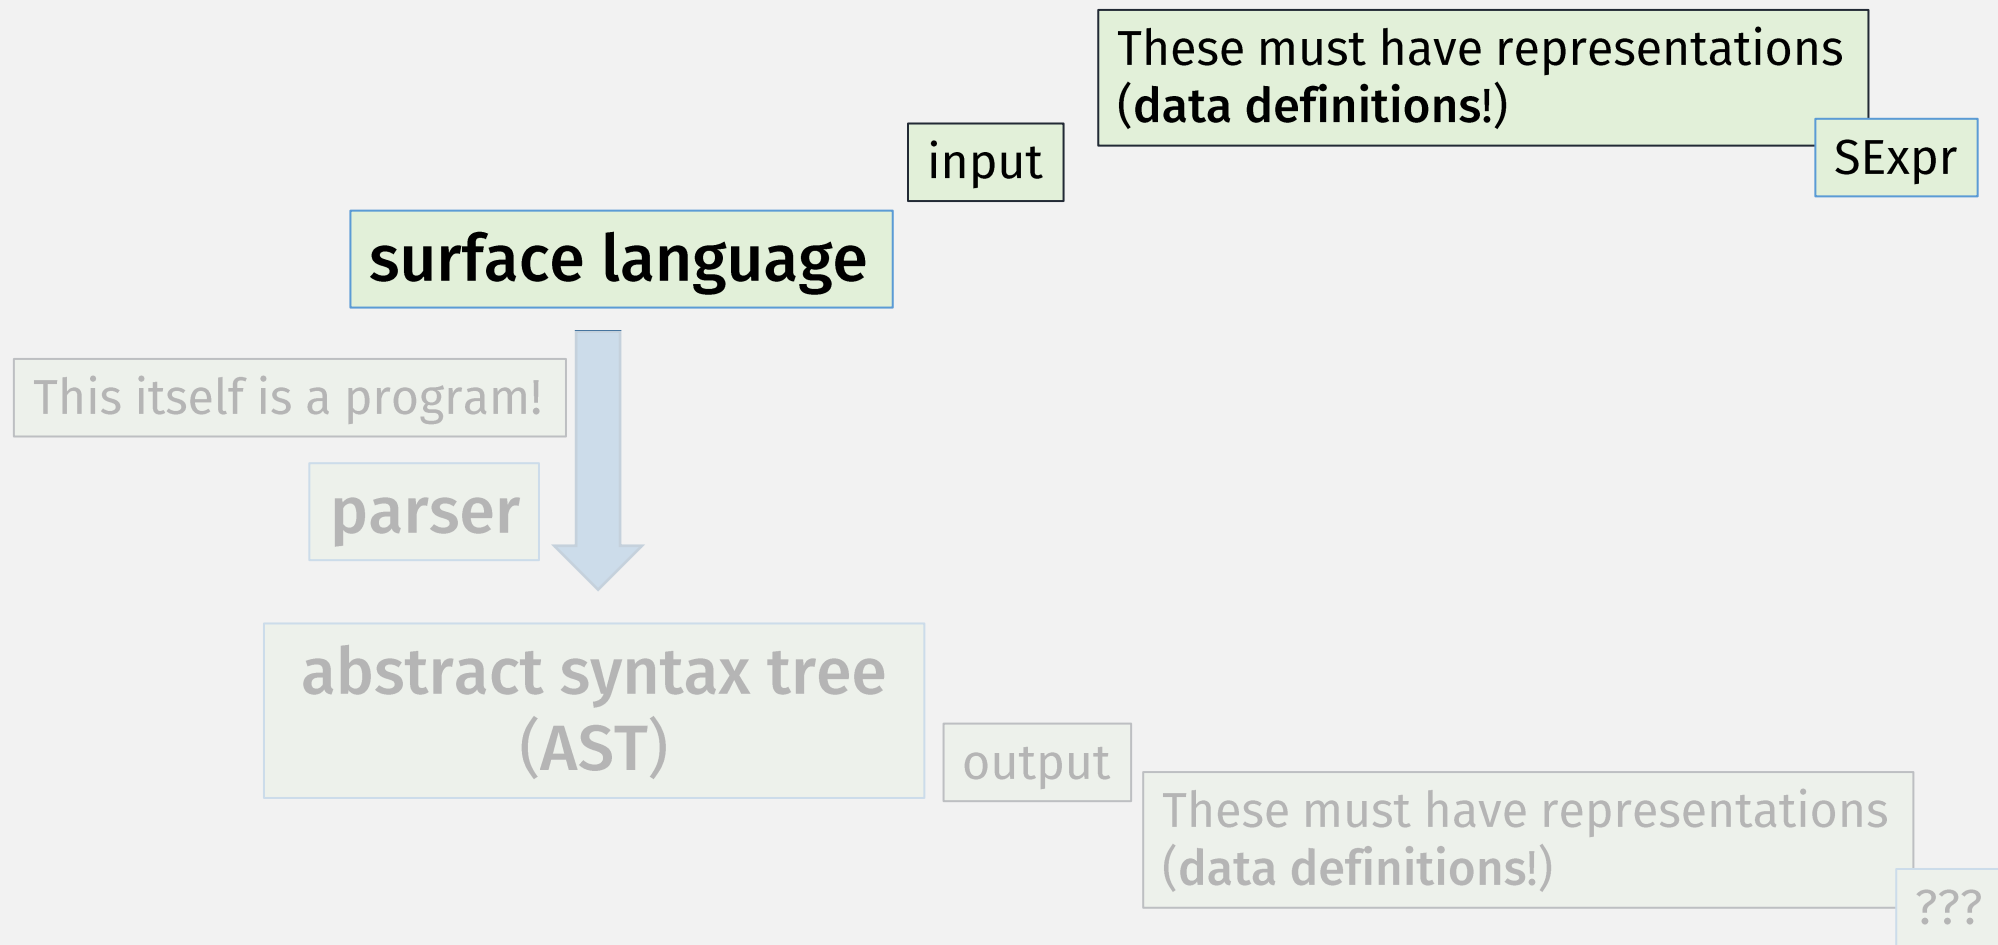 These must have representations
(data definitions!)
SExpr
input
surface language
This itself is a program!
parser
abstract syntax tree
(AST)
output
These must have representations
(data definitions!)
???